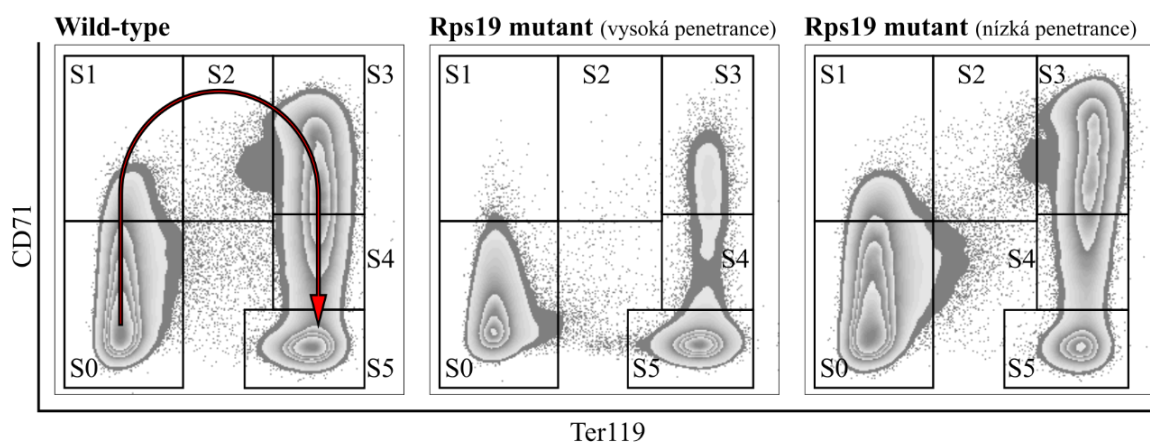 Wild-type
Rps19 mutant (vysoká penetrance)
Rps19 mutant (nízká penetrance)
CD71
S1
S2
S3
S4
S0
S5
S1
S2
S3
S4
S0
S5
S1
S2
S3
S4
S0
S5
Ter119